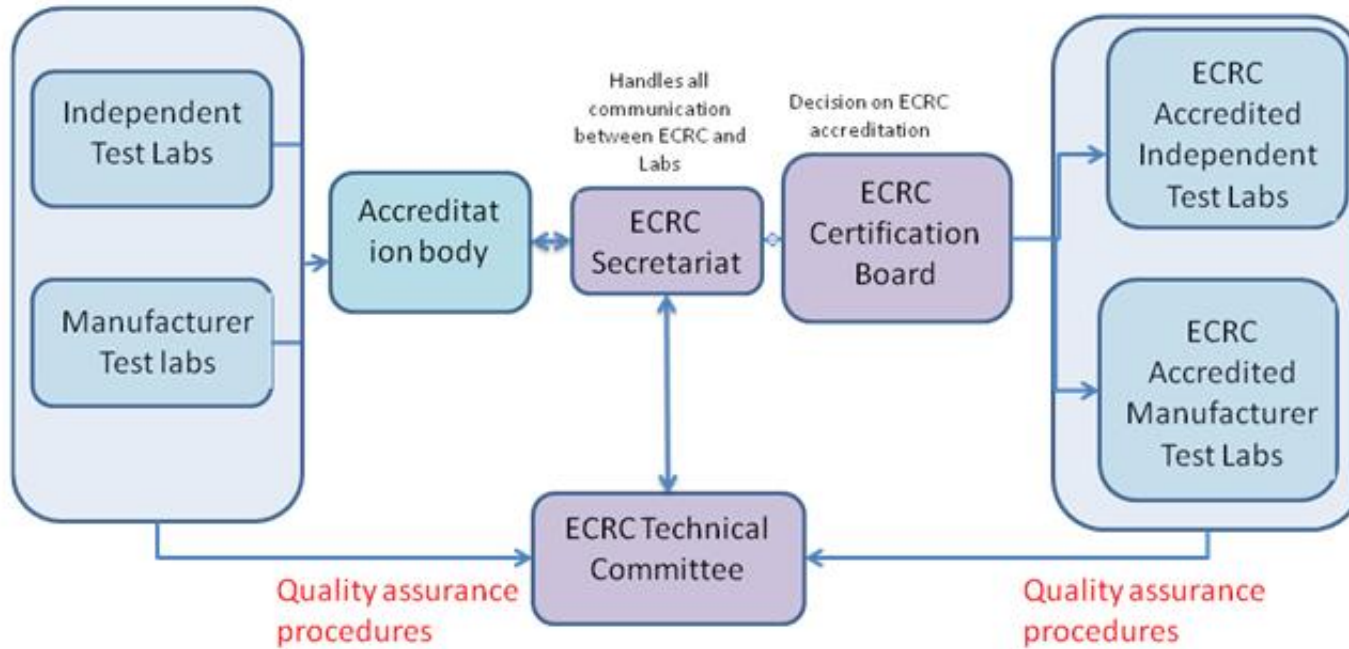 Independent
Test Labs
Manufacturer
Test labs
Accreditat
ion body
Handles all
communication
between ECRC and
Labs
ECRC
Secretariat
Decision on ECRC
accreditation
ECRC
Certification
Board
ECRC
Accredited
Independent
Test Labs
ECRC
Accredited
Manufacturer
Test Labs
ECRC Technical
Committee
Quality assurance
procedures
Quality assurance
procedures